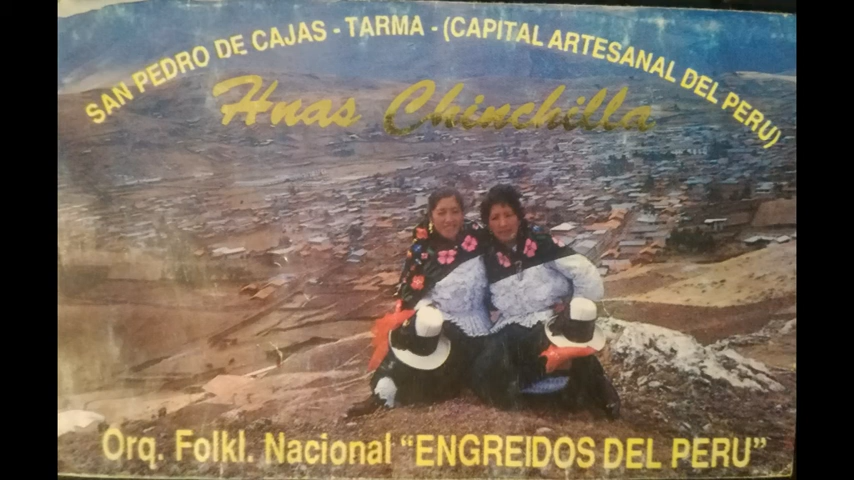 SAN PEDRO DE CAJAS - TARMA - (CAPITAL ARTESANAL DEL PERU)
Hnas Chinchilla
Orq. Folkl. Nacional "ENGREIDOS DEL PERU"